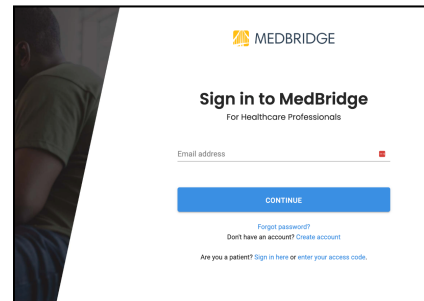 MEDBRIDGE
Sign in to MedBridge
For Healthcare Professionals
Email address
CONTINUE
Forgot password?
Don't have an account? Create account
Are you a patient? Sign in here or enter your access code.